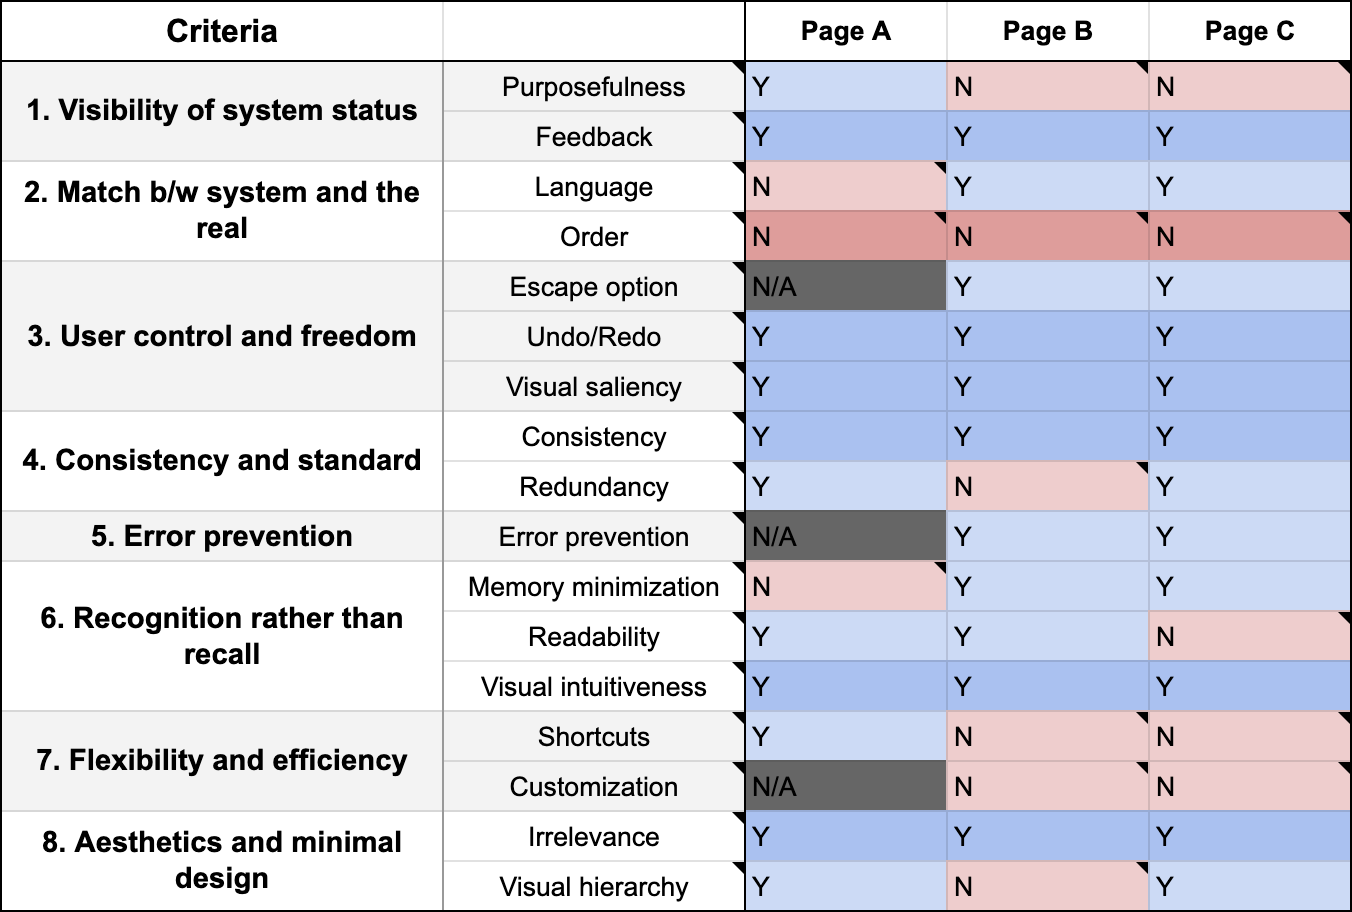 Criteria Page A Page B Page C
1. Visibility of system status
Purposefulness Y N N
Feedback Y Y Y
2. Match b/w system and the
real
Language N Y Y
Order N N N
3. User control and freedom
Escape option N/A Y Y
Undo/Redo Y Y Y
Visual saliency Y Y Y
4. Consistency and standard
Consistency Y Y Y
Redundancy Y N Y
5. Error prevention
Error prevention N/A Y Y
6. Recognition rather than
recall
Memory minimization N Y Y
Readability Y Y N
Visual intuitiveness Y Y Y
7. Flexibility and efficiency
Shortcuts Y N N
Customization N/A N N
8. Aesthetics and minimal
design
Irrelevance Y Y Y
Visual hierarchy Y N Y